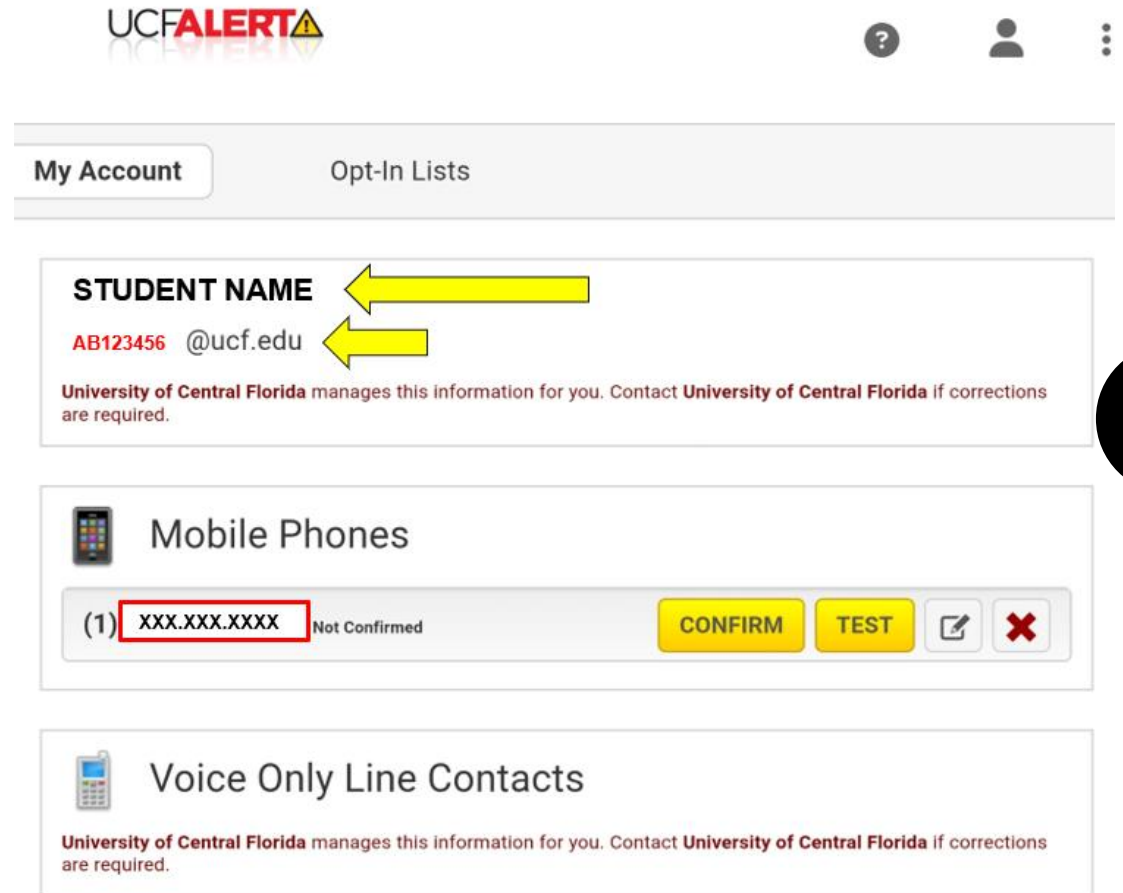 UCFALERT
My Account
Opt-In Lists
STUDENT NAME
AB123456 @ucf.edu
University of Central Florida manages this information for you. Contact University of Central Florida if corrections
are required.
Mobile Phones
(1) XXX.XXX.XXXX Not Confirmed CONFIRM TEST
Voice Only Line Contacts
University of Central Florida manages this information for you. Contact University of Central Florida if corrections
are required.